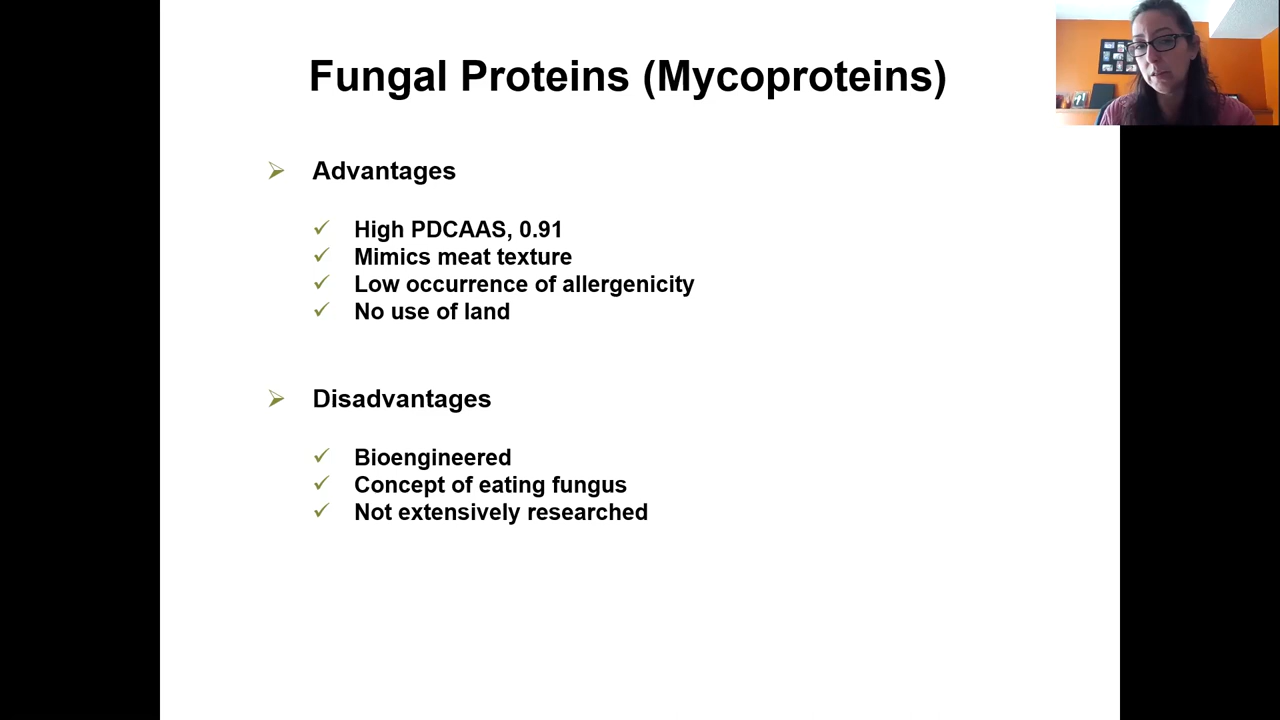 Fungal Proteins (Mycoproteins)
Advantages
High PDCAAS, 0.91
Mimics meat texture
Low occurrence of allergenicity
No use of land
Disadvantages
Bioengineered
Concept of eating fungus
Not extensively researched